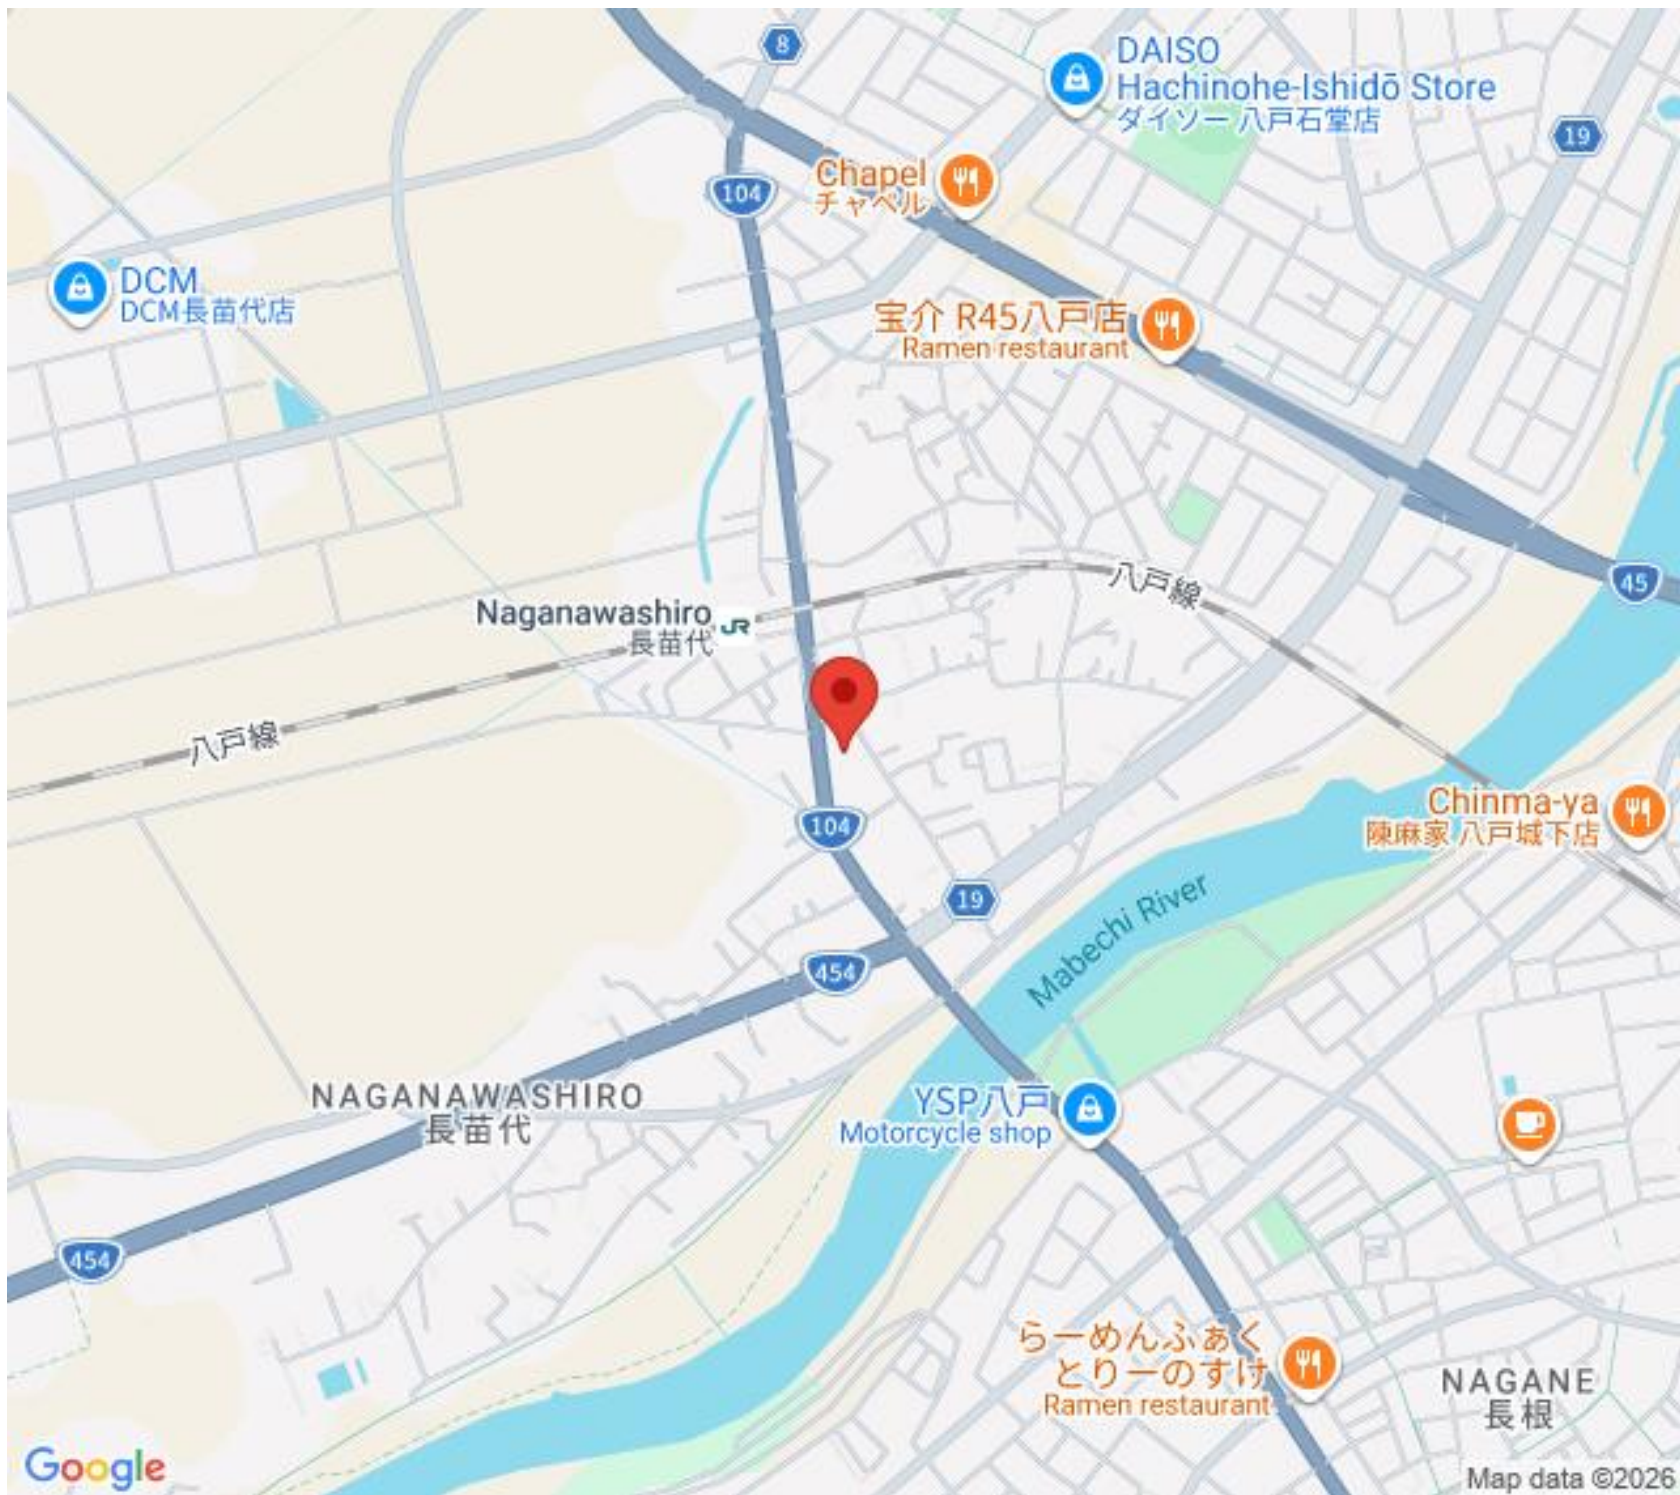 8
DAISO
Hachinohe-Ishidō Store
ダイソー 八戸石堂店
19
104
Chapel
チャペル
DCM
DCM長苗代店
宝介 R45八戸店
Ramen restaurant
八戸線
45
Naganawashiro
長苗代
JR
八戸線
Chinma-ya
陳麻家 八戸城下店
104
19
Mabechi River
454
NAGANAWASHIRO
長苗代
YSP八戸
Motorcycle shop
454
らーめんふぁく
とりーのすけ
Ramen restaurant
NAGANE
長根
Google
Map data ©2026